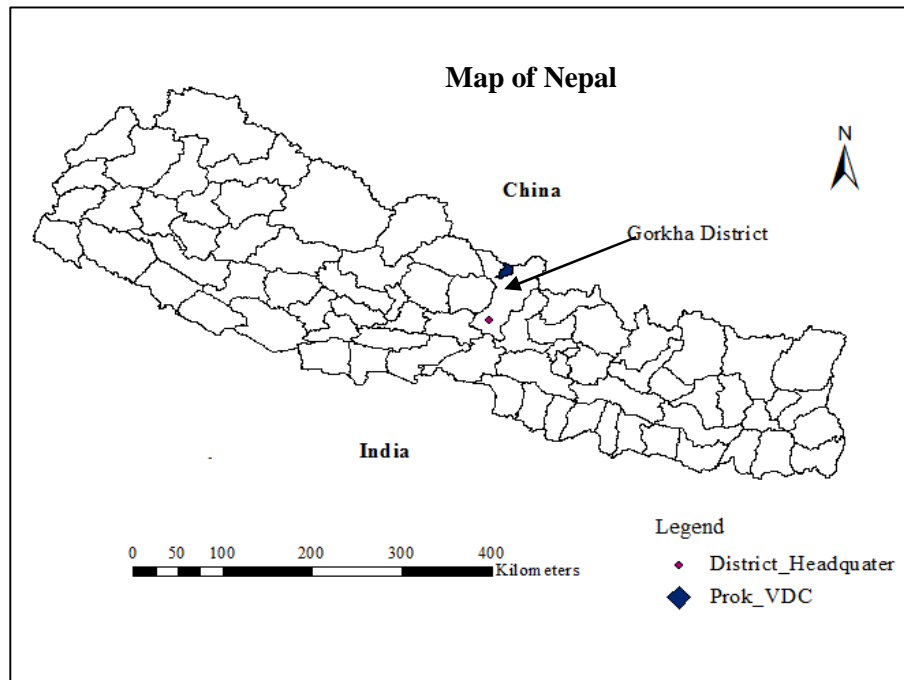 Map of Nepal
N
China
Gorkha District
India
Legend
0 50 100 200 300 400
Kilometers
District_Headquater
Prok_VDC